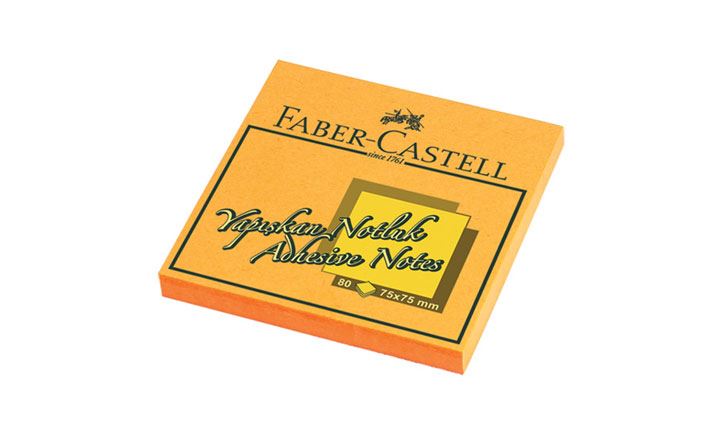 FABER-CASTELL
since 1761
Yapışkan Notluk
Adhesive Notes
80 75x75 mm